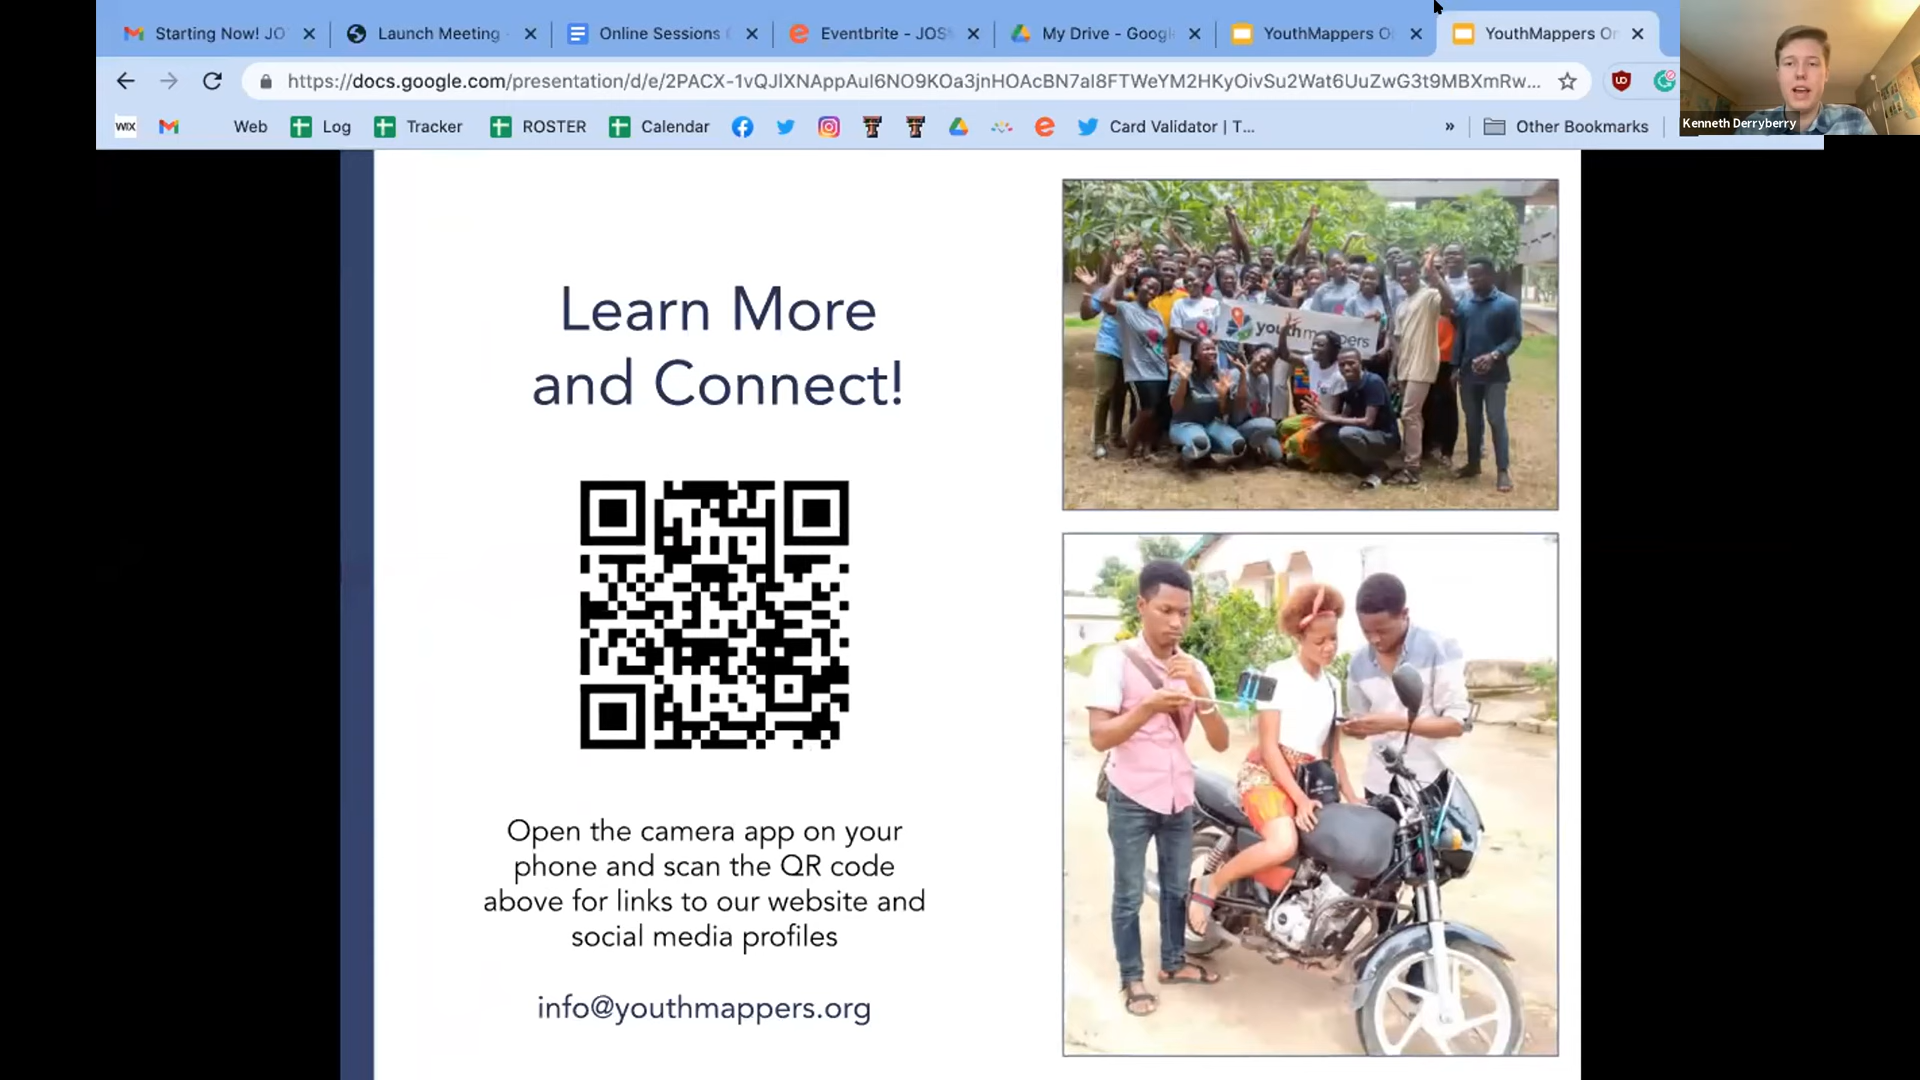 Starting Now! JO
Launch Meeting -
Online Sessions (
Eventbrite - JOS
My Drive - Googl
YouthMappers O
YouthMappers On
https://docs.google.com/presentation/d/e/2PACX-1vQJlXNAppAul6NO9KOa3jnHOAcBN7aI8FTWeYM2HKyOivSu2Wat6UuZwG3t9MBXmRw...
WIX
Web
Log
Tracker
ROSTER
Calendar
Card Validator | T...
»
Other Bookmarks
Kenneth Derryberry
Learn More
and Connect!
youthmappers
Open the camera app on your
phone and scan the QR code
above for links to our website and
social media profiles
info@youthmappers.org